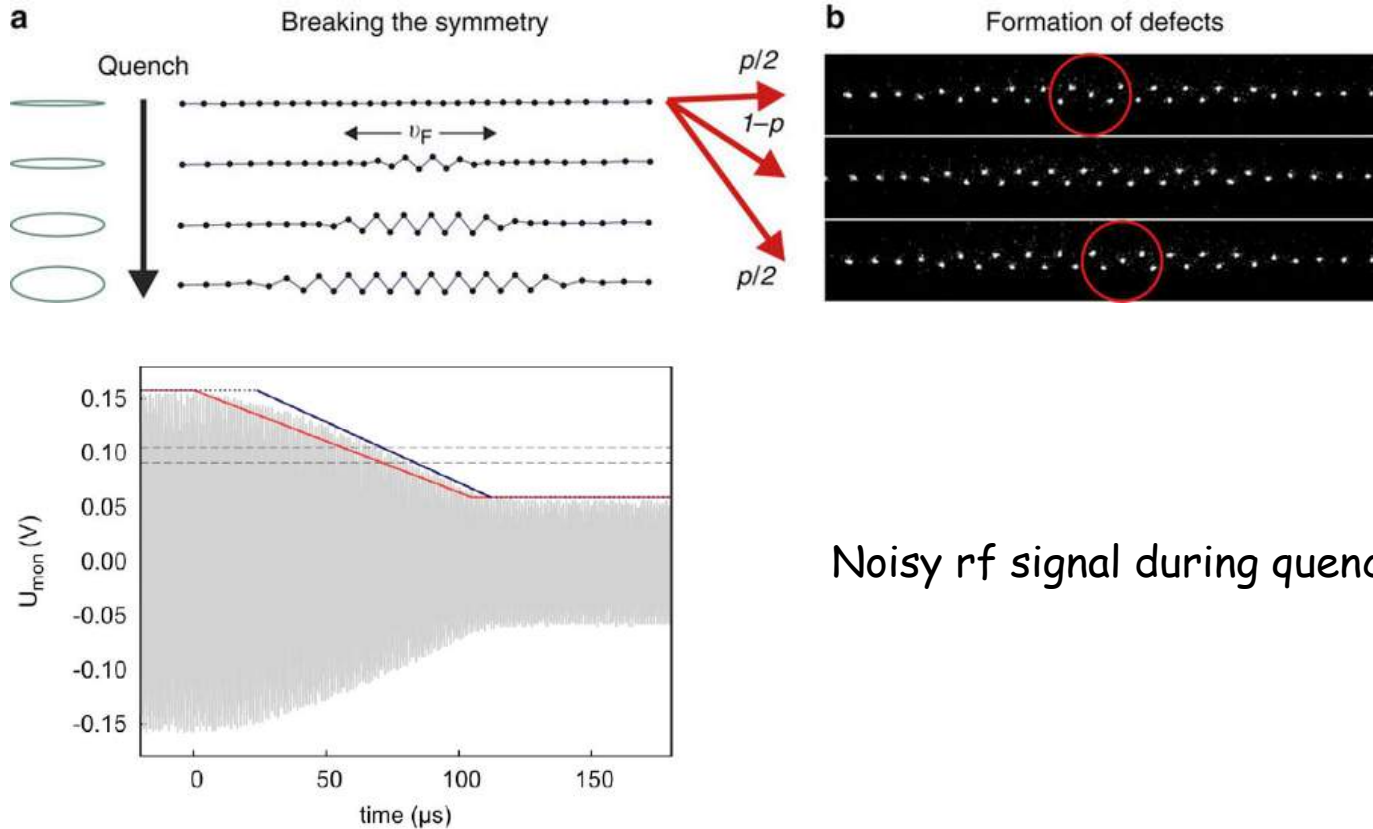 a
Breaking the symmetry
b
Formation of defects
Quench
p/2
υF
1–p
p/2
0.15
0.10
0.05
0.00
-0.05
-0.10
-0.15
Umon (V)
0
50
100
150
time (μs)
Noisy rf signal during